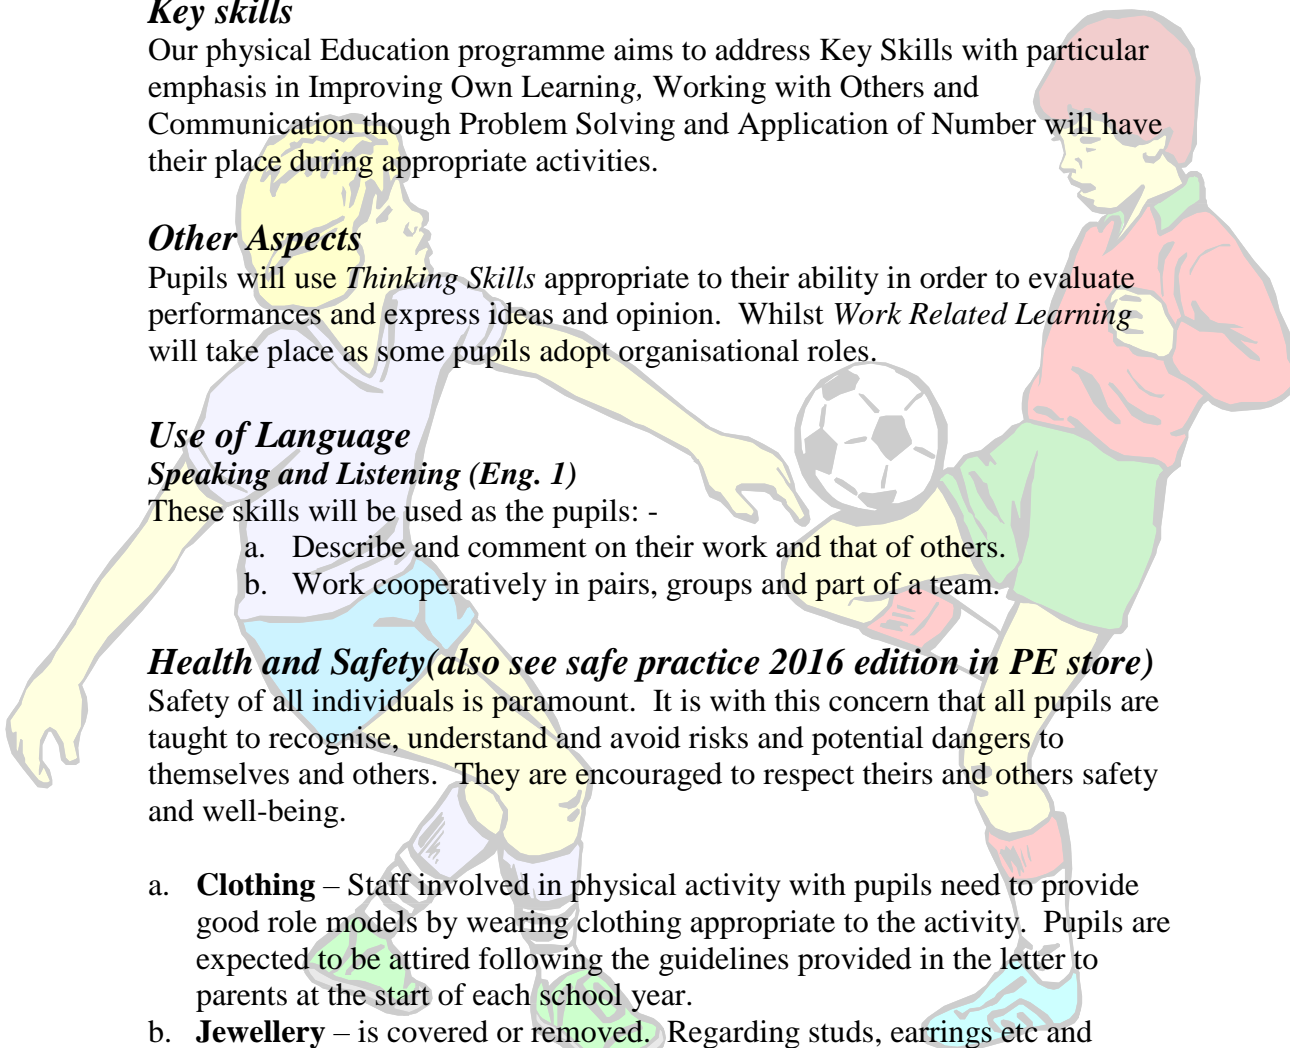 Key skills
Our physical Education programme aims to address Key Skills with particular
emphasis in Improving Own Learning, Working with Others and
Communication though Problem Solving and Application of Number will have
their place during appropriate activities.
Other Aspects
Pupils will use Thinking Skills appropriate to their ability in order to evaluate
performances and express ideas and opinion.  Whilst Work Related Learning
will take place as some pupils adopt organisational roles.
Use of Language
Speaking and Listening (Eng. 1)
These skills will be used as the pupils: -
a. Describe and comment on their work and that of others.
b. Work cooperatively in pairs, groups and part of a team.
Health and Safety(also see safe practice 2016 edition in PE store)
Safety of all individuals is paramount.  It is with this concern that all pupils are
taught to recognise, understand and avoid risks and potential dangers to
themselves and others.  They are encouraged to respect theirs and others safety
and well-being.
a. Clothing – Staff involved in physical activity with pupils need to provide
good role models by wearing clothing appropriate to the activity.  Pupils are
expected to be attired following the guidelines provided in the letter to
parents at the start of each school year.
b. Jewellery – is covered or removed.  Regarding studs, earrings etc and